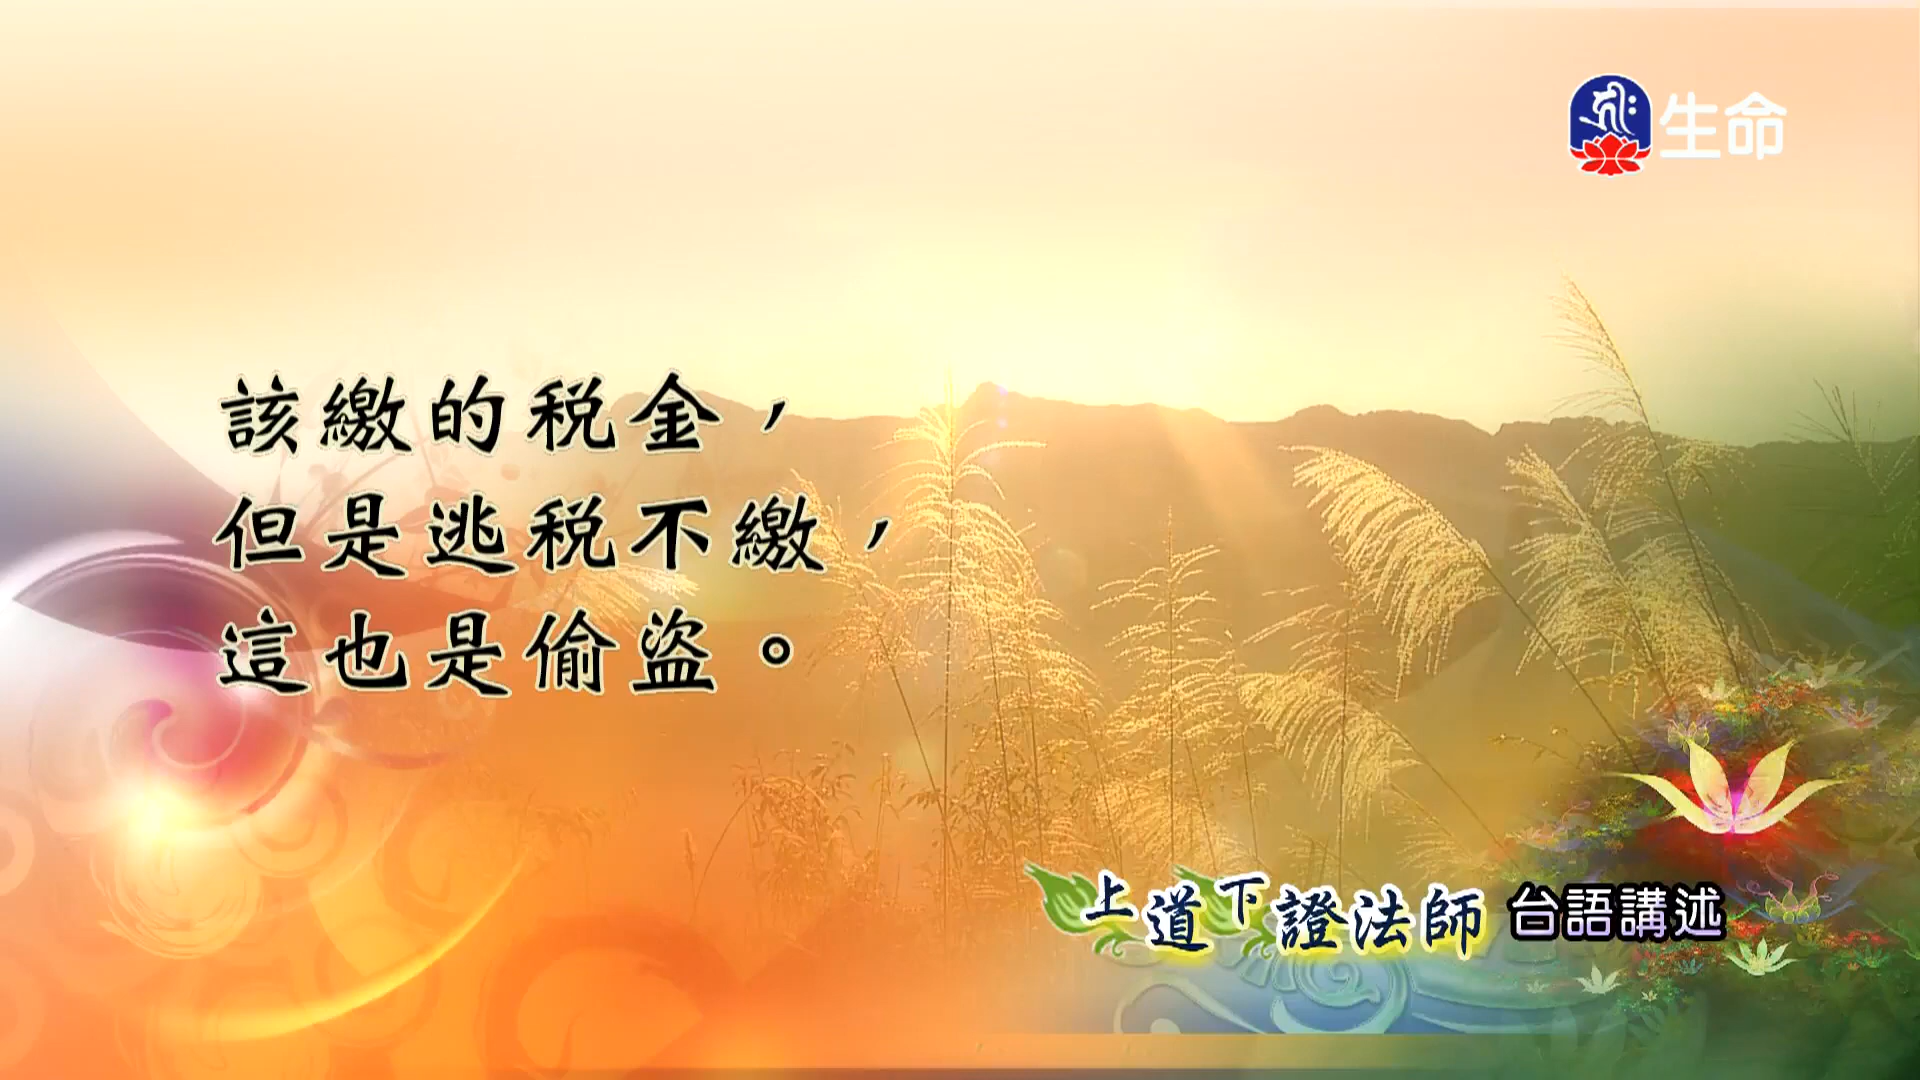 生命
該繳的稅金，
但是逃稅不繳，
這也是偷盜。
上道下證法師 台語講述